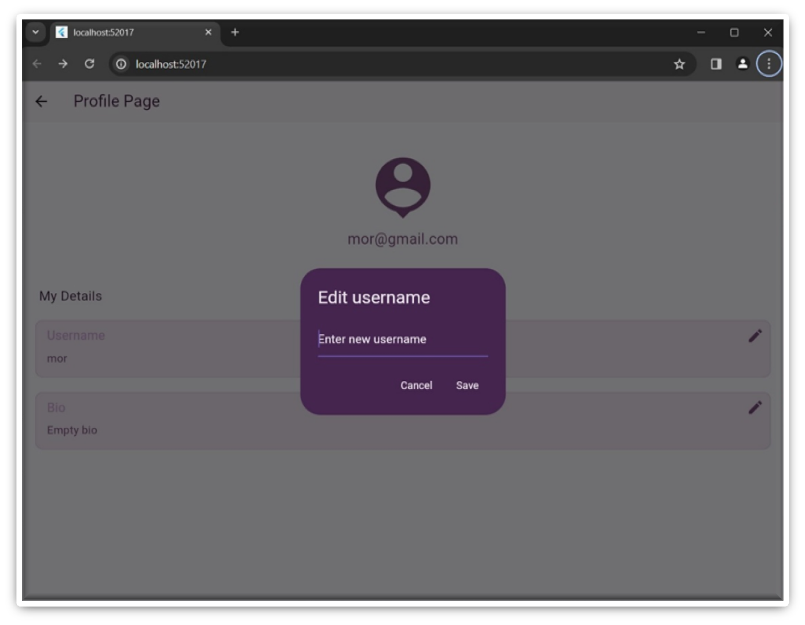 localhost:52017
localhost:52017
Profile Page
mor@gmail.com
My Details
Username
mor
Bio
Empty bio
Edit username
Enter new username
Cancel Save